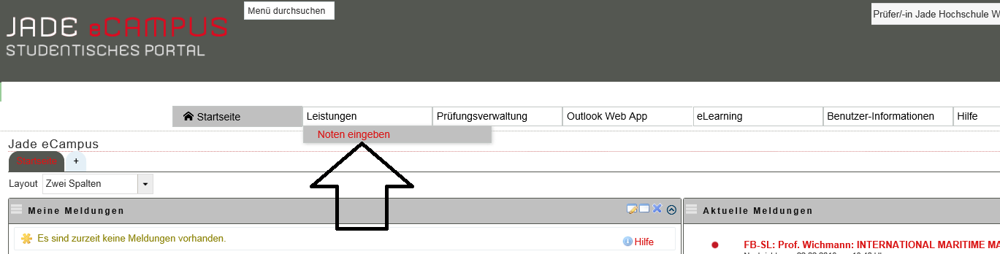 Menü durchsuchen
Prüfer/-in Jade Hochschule W
JADE eCAMPUS
STUDENTISCHES PORTAL
Startseite
Leistungen
Prüfungsverwaltung
Outlook Web App
eLearning
Benutzer-Informationen
Hilfe
Noten eingeben
Jade eCampus
Startseite
+
Layout
Zwei Spalten
Meine Meldungen
Aktuelle Meldungen
Es sind zurzeit keine Meldungen vorhanden.
Hilfe
FB-SL: Prof. Wichmann: INTERNATIONAL MARITIME MA